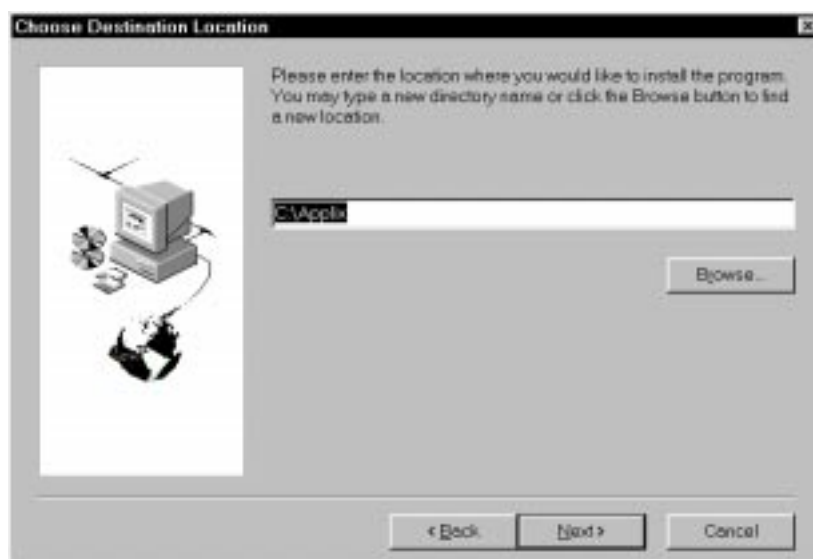 Choose Destination Location
Please enter the location where you would like to install the program.
You may type a new directory name or click the Browse button to find
a new location.
C:\Applix
Browse...
< Back
Next >
Cancel